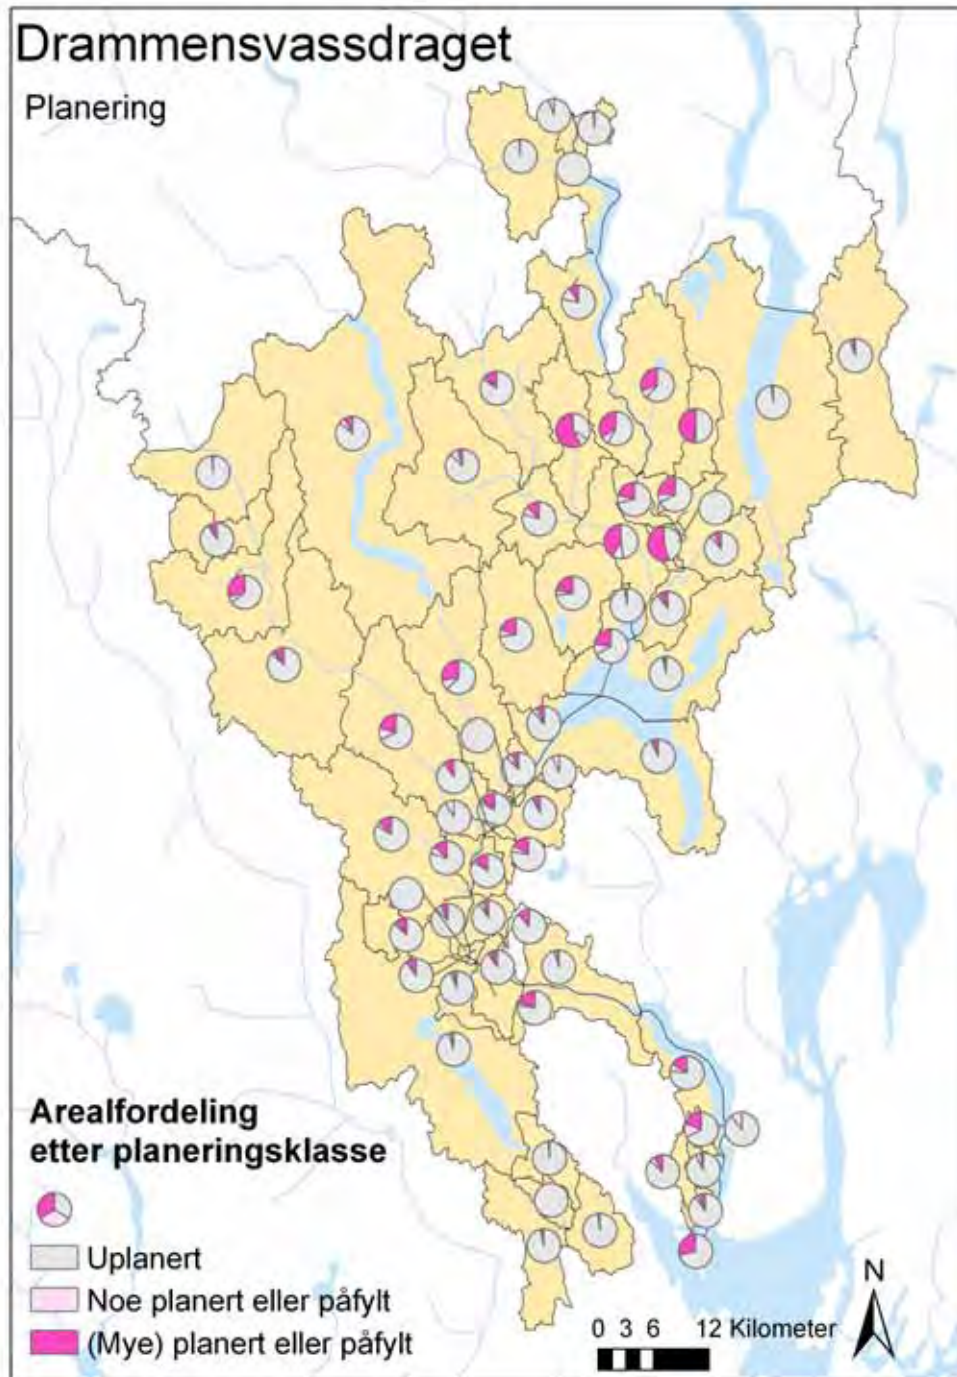 Drammensvassdraget
Planering
Arealfordeling
etter planeringsklasse
Uplanert
Noe planert eller påfylt
(Mye) planert eller påfylt
N
0 3 6 12 Kilometer